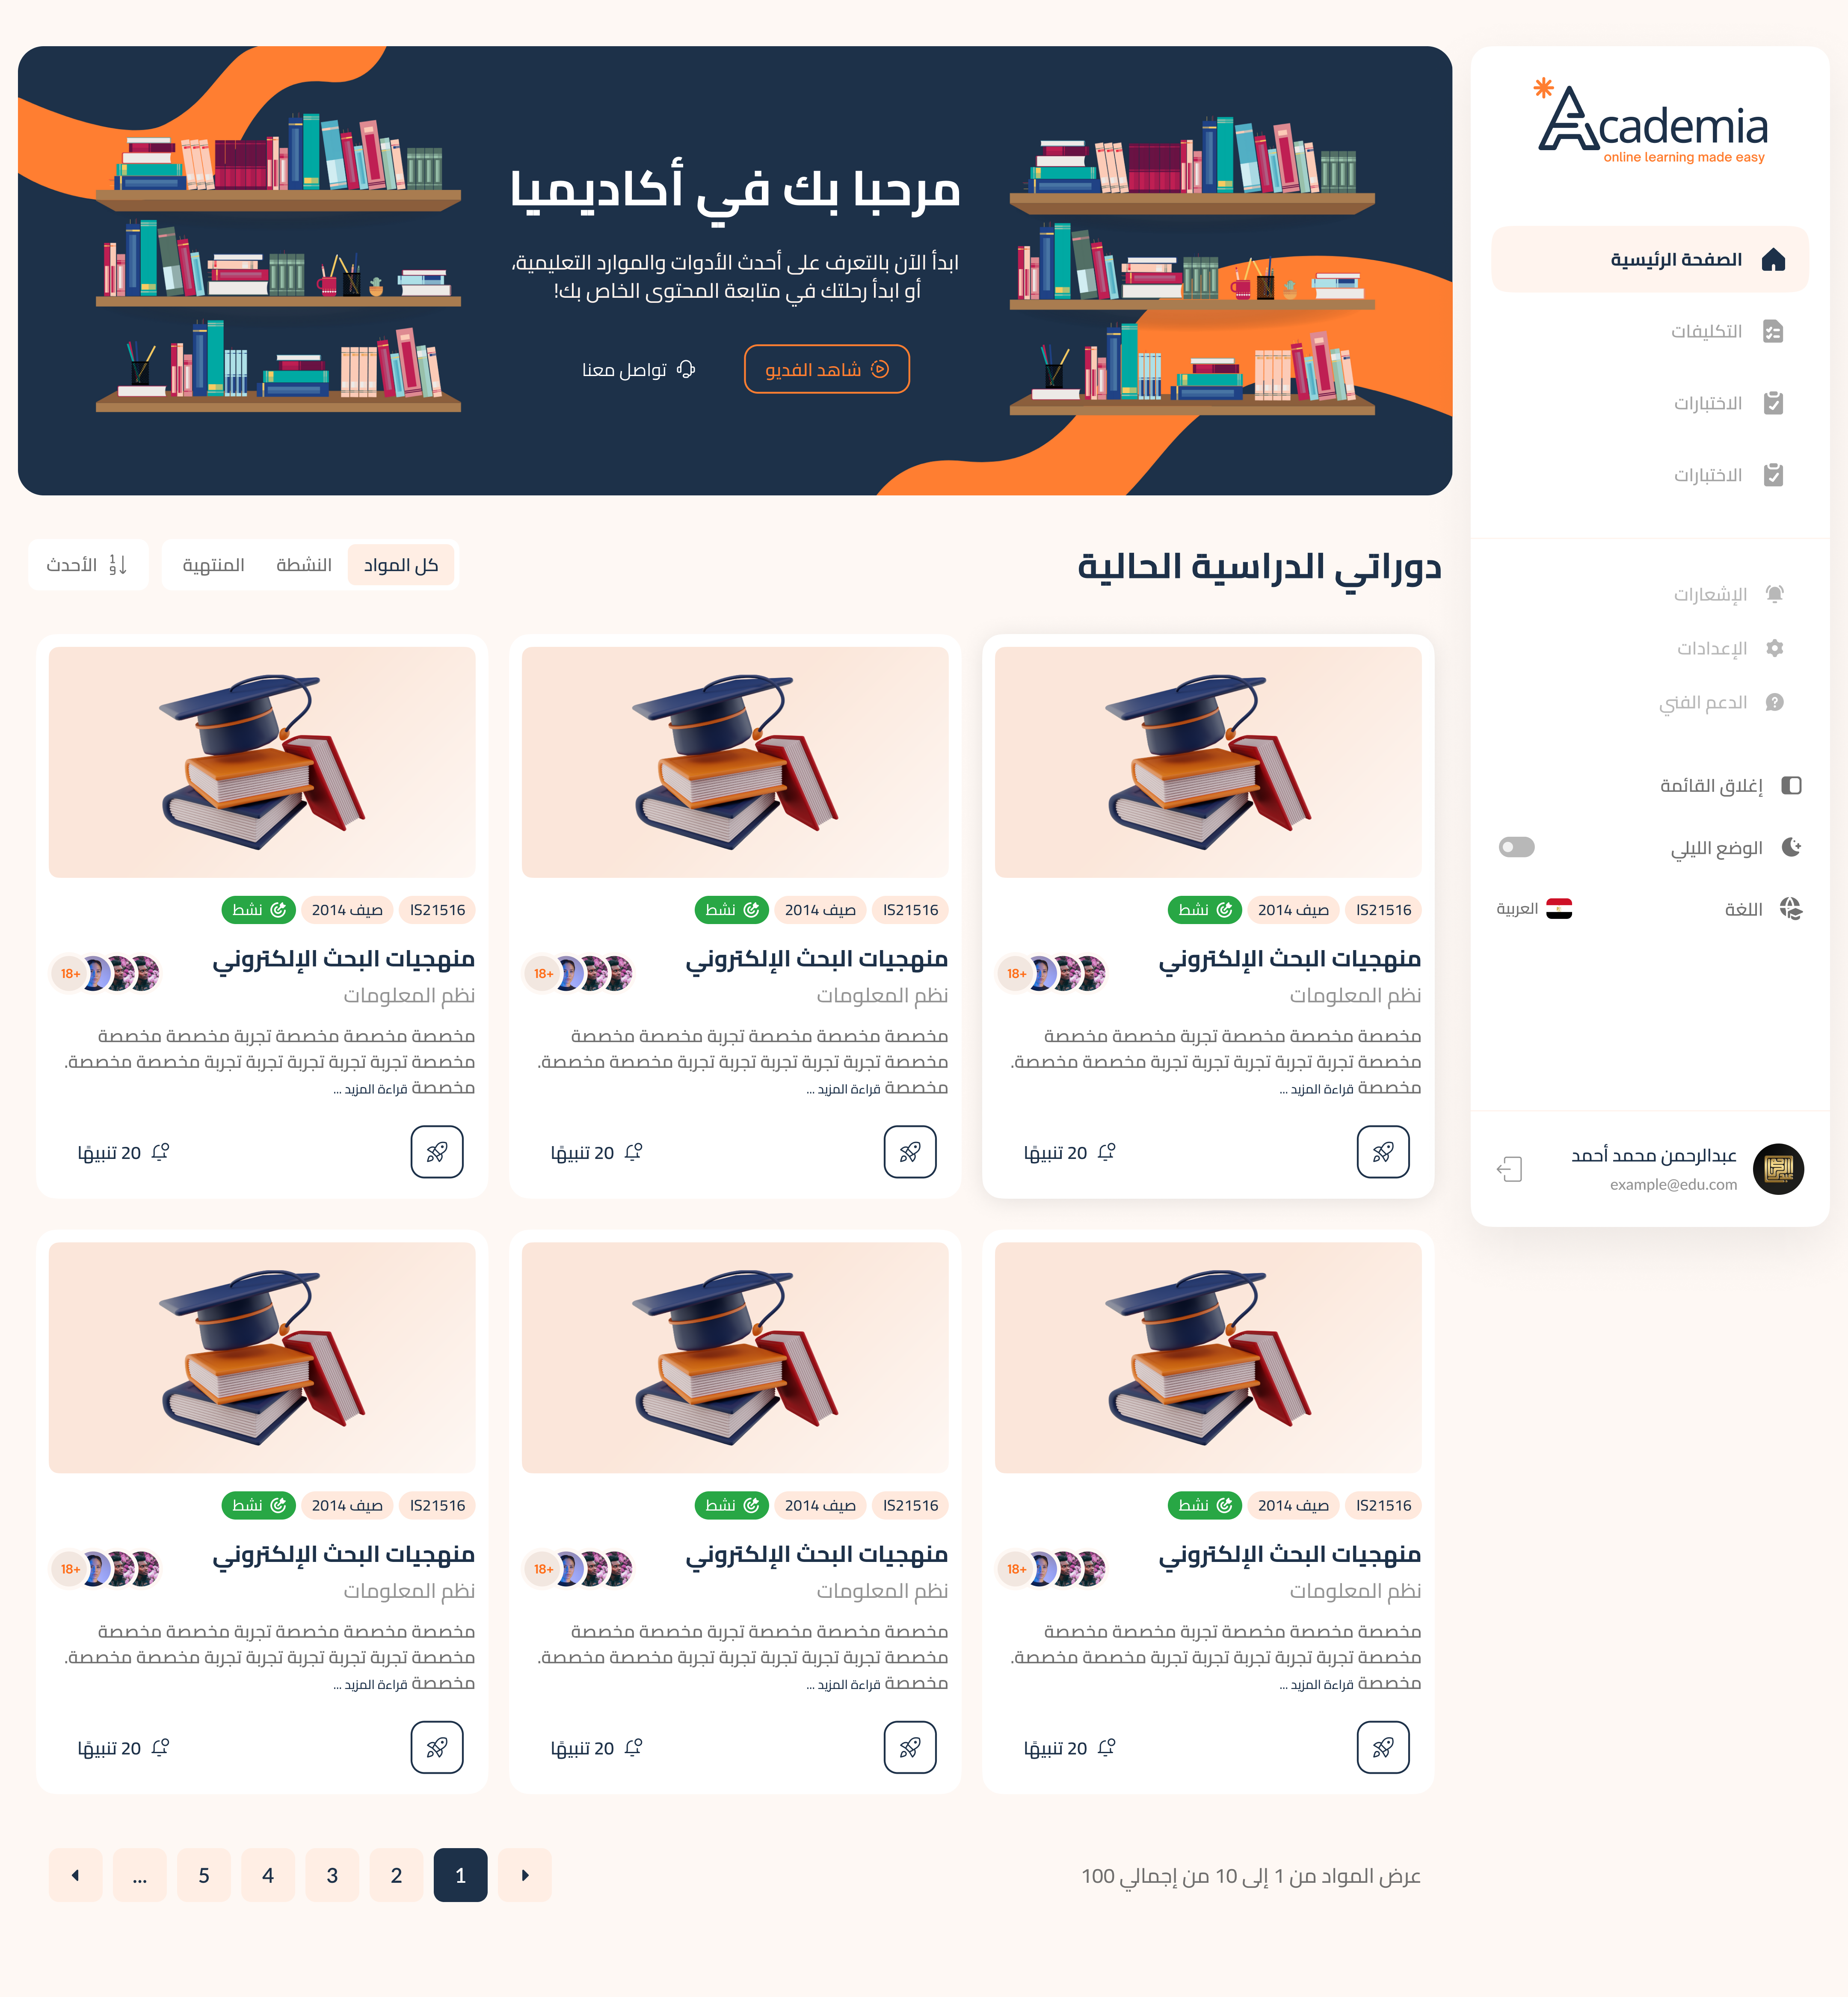 Academia
online learning made easy
الصفحة الرئيسية
التكليفات
الاختبارات
الاختبارات
الإشعارات
الإعدادات
الدعم الفني
إغلاق القائمة
الوضع الليلي
اللغة
العربية
عبدالرحمن محمد أحمد
example@edu.com
مرحبا بك في أكاديميا
ابدأ الآن بالتعرف على أحدث الأدوات والموارد التعليمية،
أو ابدأ رحلتك في متابعة المحتوى الخاص بك!
شاهد الفديو
تواصل معنا
دوراتي الدراسية الحالية
كل المواد
النشطة
المنتهية
الأحدث
IS21516
صيف 2014
نشط
منهجيات البحث الإلكتروني
18+
نظم المعلومات
مخصصة مخصصة مخصصة تجربة مخصصة مخصصة
مخصصة تجربة تجربة تجربة تجربة تجربة مخصصة مخصصة.
مخصصة قراءة المزيد ...
20 تنبيهًا
IS21516
صيف 2014
نشط
منهجيات البحث الإلكتروني
18+
نظم المعلومات
مخصصة مخصصة مخصصة تجربة مخصصة مخصصة
مخصصة تجربة تجربة تجربة تجربة تجربة مخصصة مخصصة.
مخصصة قراءة المزيد ...
20 تنبيهًا
IS21516
صيف 2014
نشط
منهجيات البحث الإلكتروني
18+
نظم المعلومات
مخصصة مخصصة مخصصة تجربة مخصصة مخصصة
مخصصة تجربة تجربة تجربة تجربة تجربة مخصصة مخصصة.
مخصصة قراءة المزيد ...
20 تنبيهًا
IS21516
صيف 2014
نشط
منهجيات البحث الإلكتروني
18+
نظم المعلومات
مخصصة مخصصة مخصصة تجربة مخصصة مخصصة
مخصصة تجربة تجربة تجربة تجربة تجربة مخصصة مخصصة.
مخصصة قراءة المزيد ...
20 تنبيهًا
IS21516
صيف 2014
نشط
منهجيات البحث الإلكتروني
18+
نظم المعلومات
مخصصة مخصصة مخصصة تجربة مخصصة مخصصة
مخصصة تجربة تجربة تجربة تجربة تجربة مخصصة مخصصة.
مخصصة قراءة المزيد ...
20 تنبيهًا
IS21516
صيف 2014
نشط
منهجيات البحث الإلكتروني
18+
نظم المعلومات
مخصصة مخصصة مخصصة تجربة مخصصة مخصصة
مخصصة تجربة تجربة تجربة تجربة تجربة مخصصة مخصصة.
مخصصة قراءة المزيد ...
20 تنبيهًا
عرض المواد من 1 إلى 10 من إجمالي 100
1
2
3
4
5
...